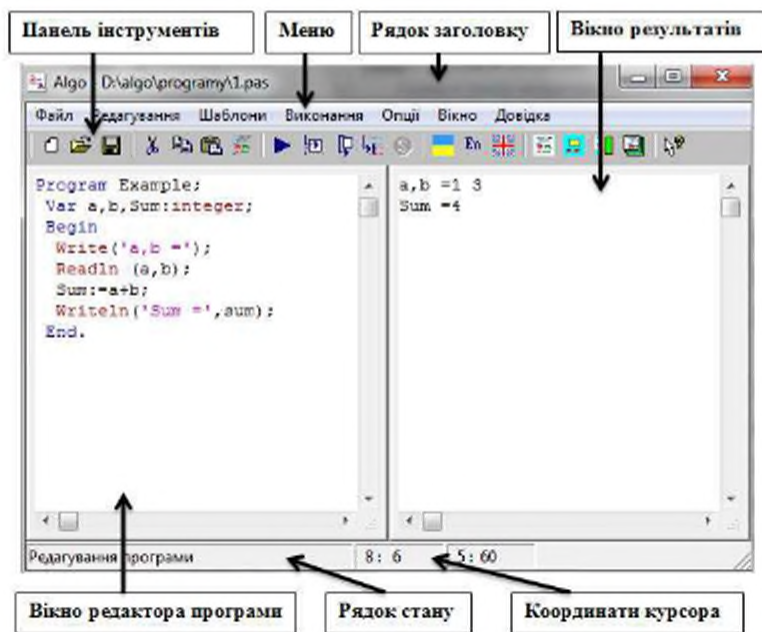 Панель інструментів
Меню
Рядок заголовку
Вікно результатів
Algo - D:\algo\programy\1.pas
Файл Редагування Шаблони Виконання Опції Вікно Довідка
En
Program Example;
Var a,b,Sum:integer;
Begin
Write('a,b =');
Readln (a,b);
Sum:=a+b;
Writeln('Sum =',sum);
End.
a,b =1 3
Sum =4
Редагування програми
8: 6
5: 60
Вікно редактора програми
Рядок стану
Координати курсора